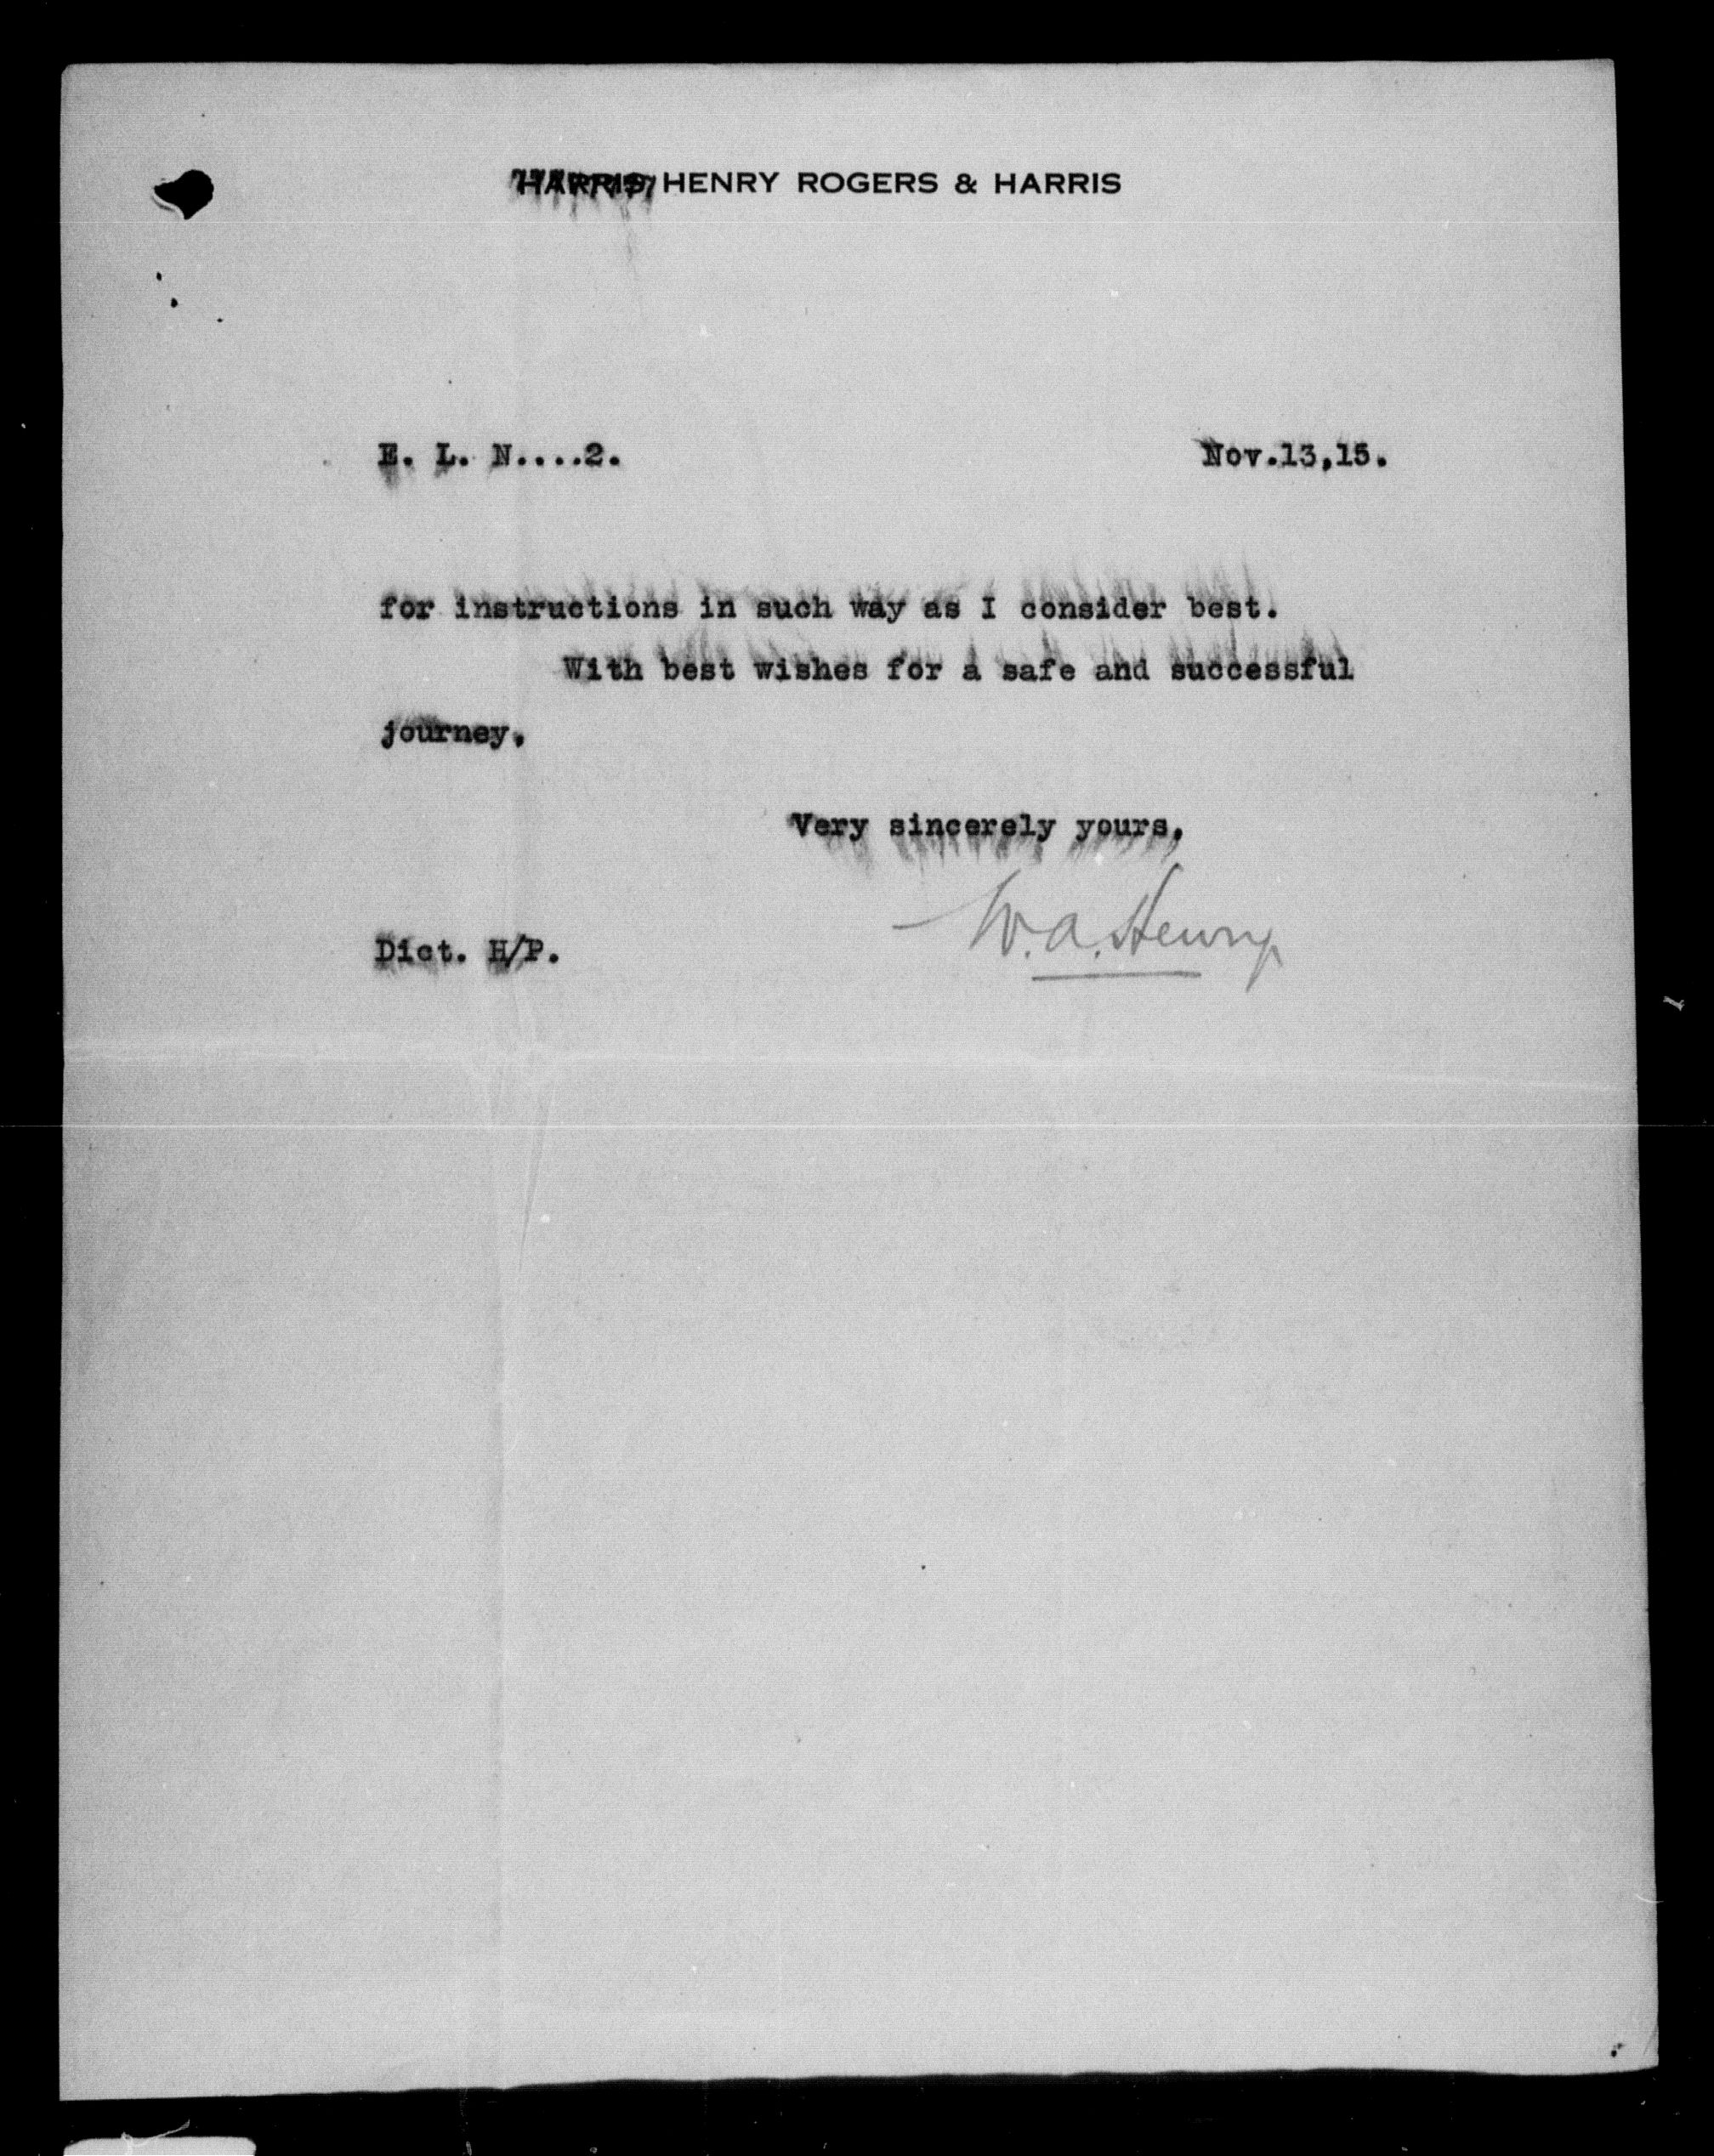 HARRIS, HENRY ROGERS & HARRIS
E. L. N....2. Nov.13,15.
for instructions in such way as I consider best.
With best wishes for a safe and successful
journey,
Very sincerely yours,
W. A. Henry
Dict. H/P.